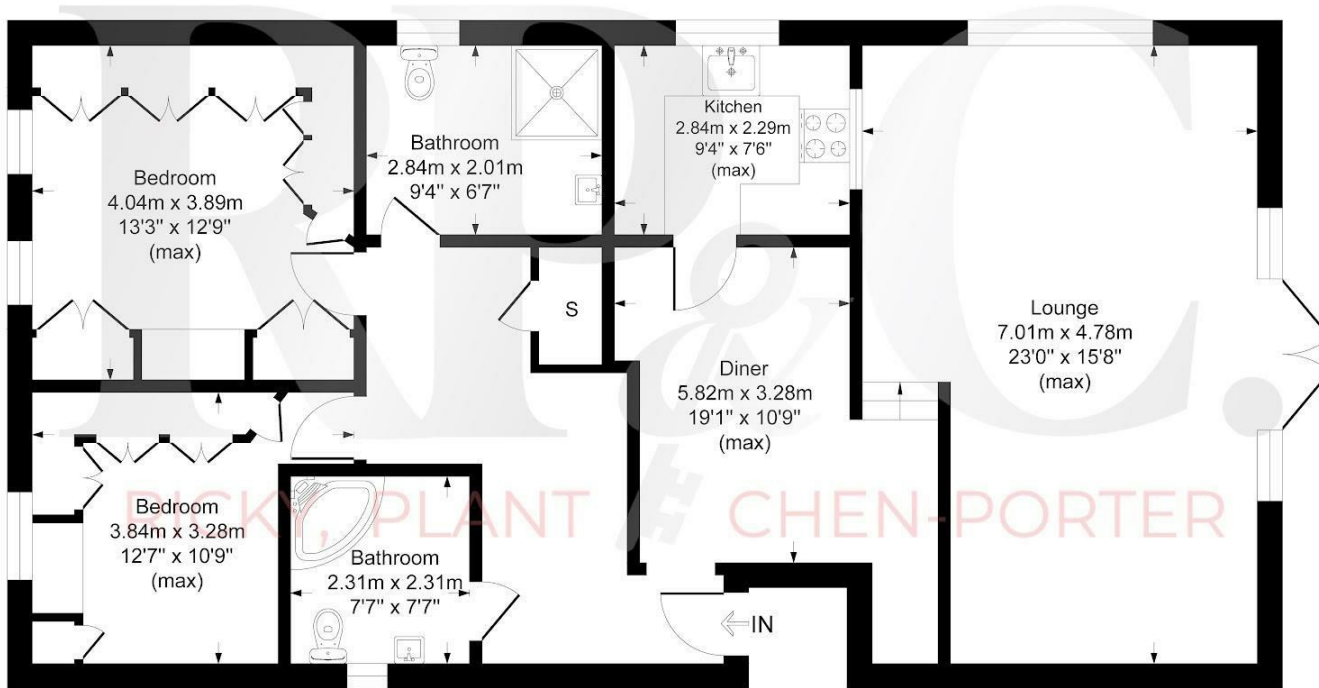 Bedroom
4.04m x 3.89m
13'3" x 12'9"
(max)
Bathroom
2.84m x 2.01m
9'4" x 6'7"
Kitchen
2.84m x 2.29m
9'4" x 7'6"
(max)
S
Diner
5.82m x 3.28m
19'1" x 10'9"
(max)
Lounge
7.01m x 4.78m
23'0" x 15'8"
(max)
Bedroom
3.84m x 3.28m
12'7" x 10'9"
(max)
Bathroom
2.31m x 2.31m
7'7" x 7'7"
IN
RP&C.
RICKY, PLANT CHEN-PORTER